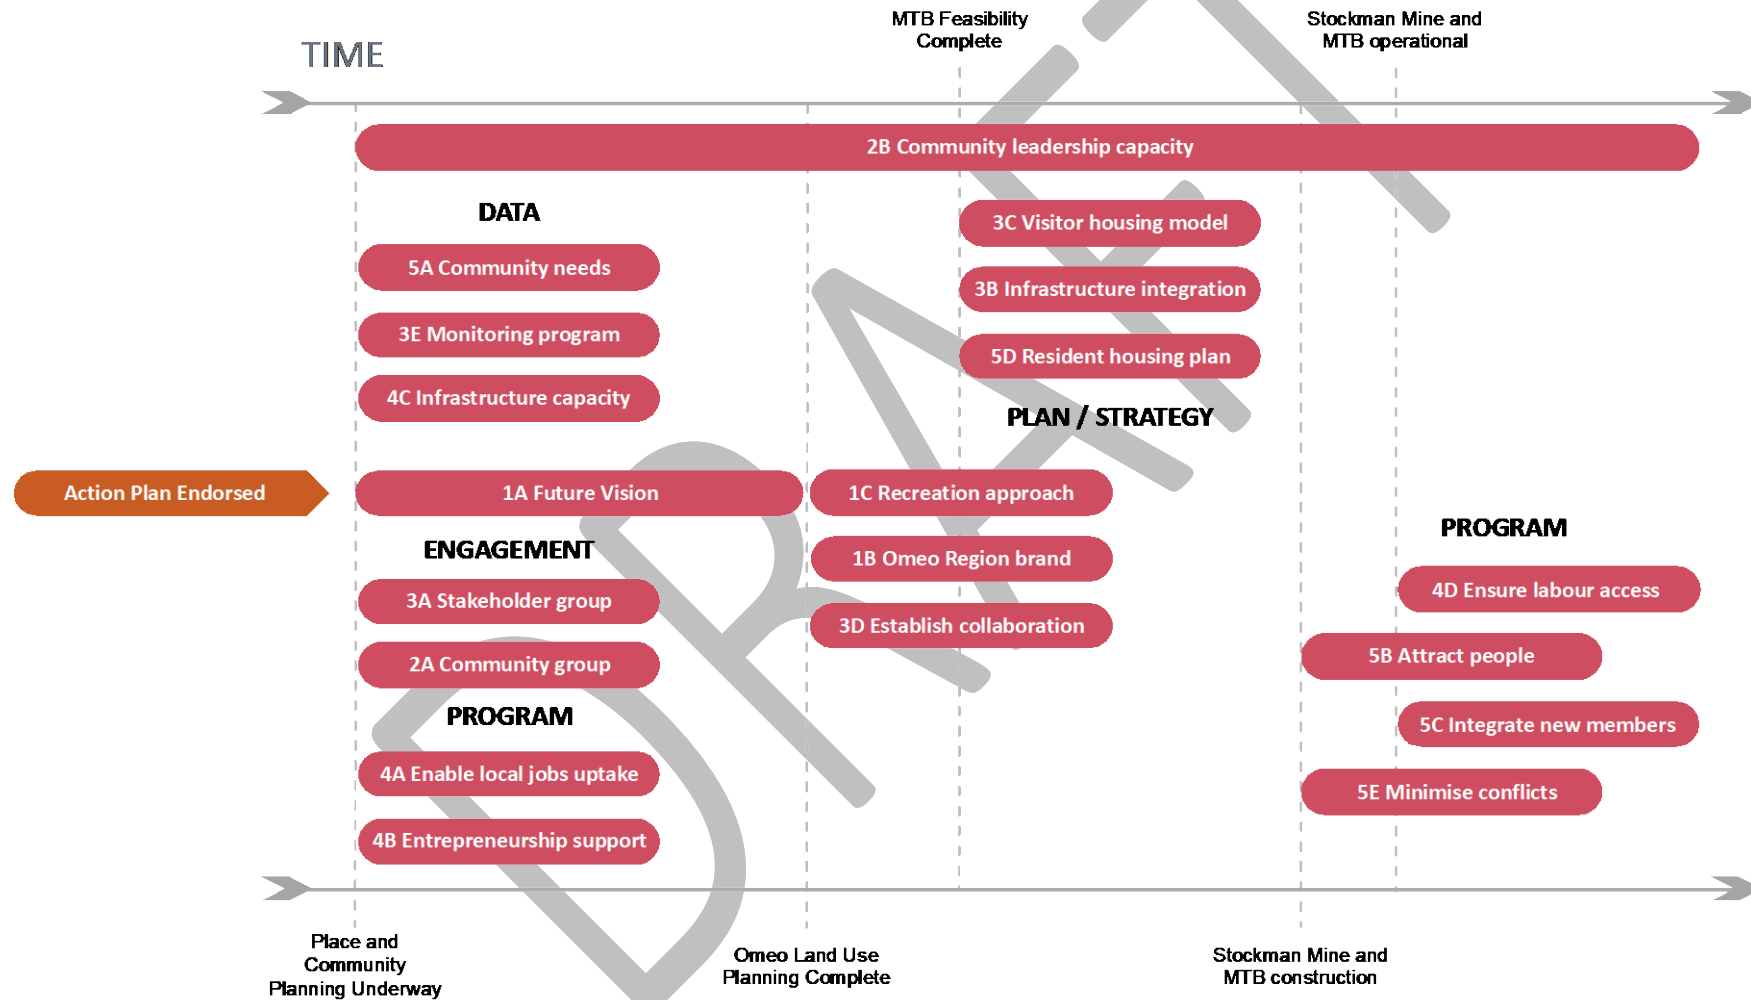 MTB Feasibility
Complete
Stockman Mine and
MTB operational
TIME
2B Community leadership capacity
DATA
5A Community needs
3E Monitoring program
4C Infrastructure capacity
3C Visitor housing model
3B Infrastructure integration
5D Resident housing plan
PLAN / STRATEGY
Action Plan Endorsed
1A Future Vision
1C Recreation approach
1B Omeo Region brand
3D Establish collaboration
ENGAGEMENT
3A Stakeholder group
2A Community group
PROGRAM
4A Enable local jobs uptake
4B Entrepreneurship support
PROGRAM
4D Ensure labour access
5B Attract people
5C Integrate new members
5E Minimise conflicts
Place and
Community
Planning Underway
Omeo Land Use
Planning Complete
Stockman Mine and
MTB construction
DRAFT